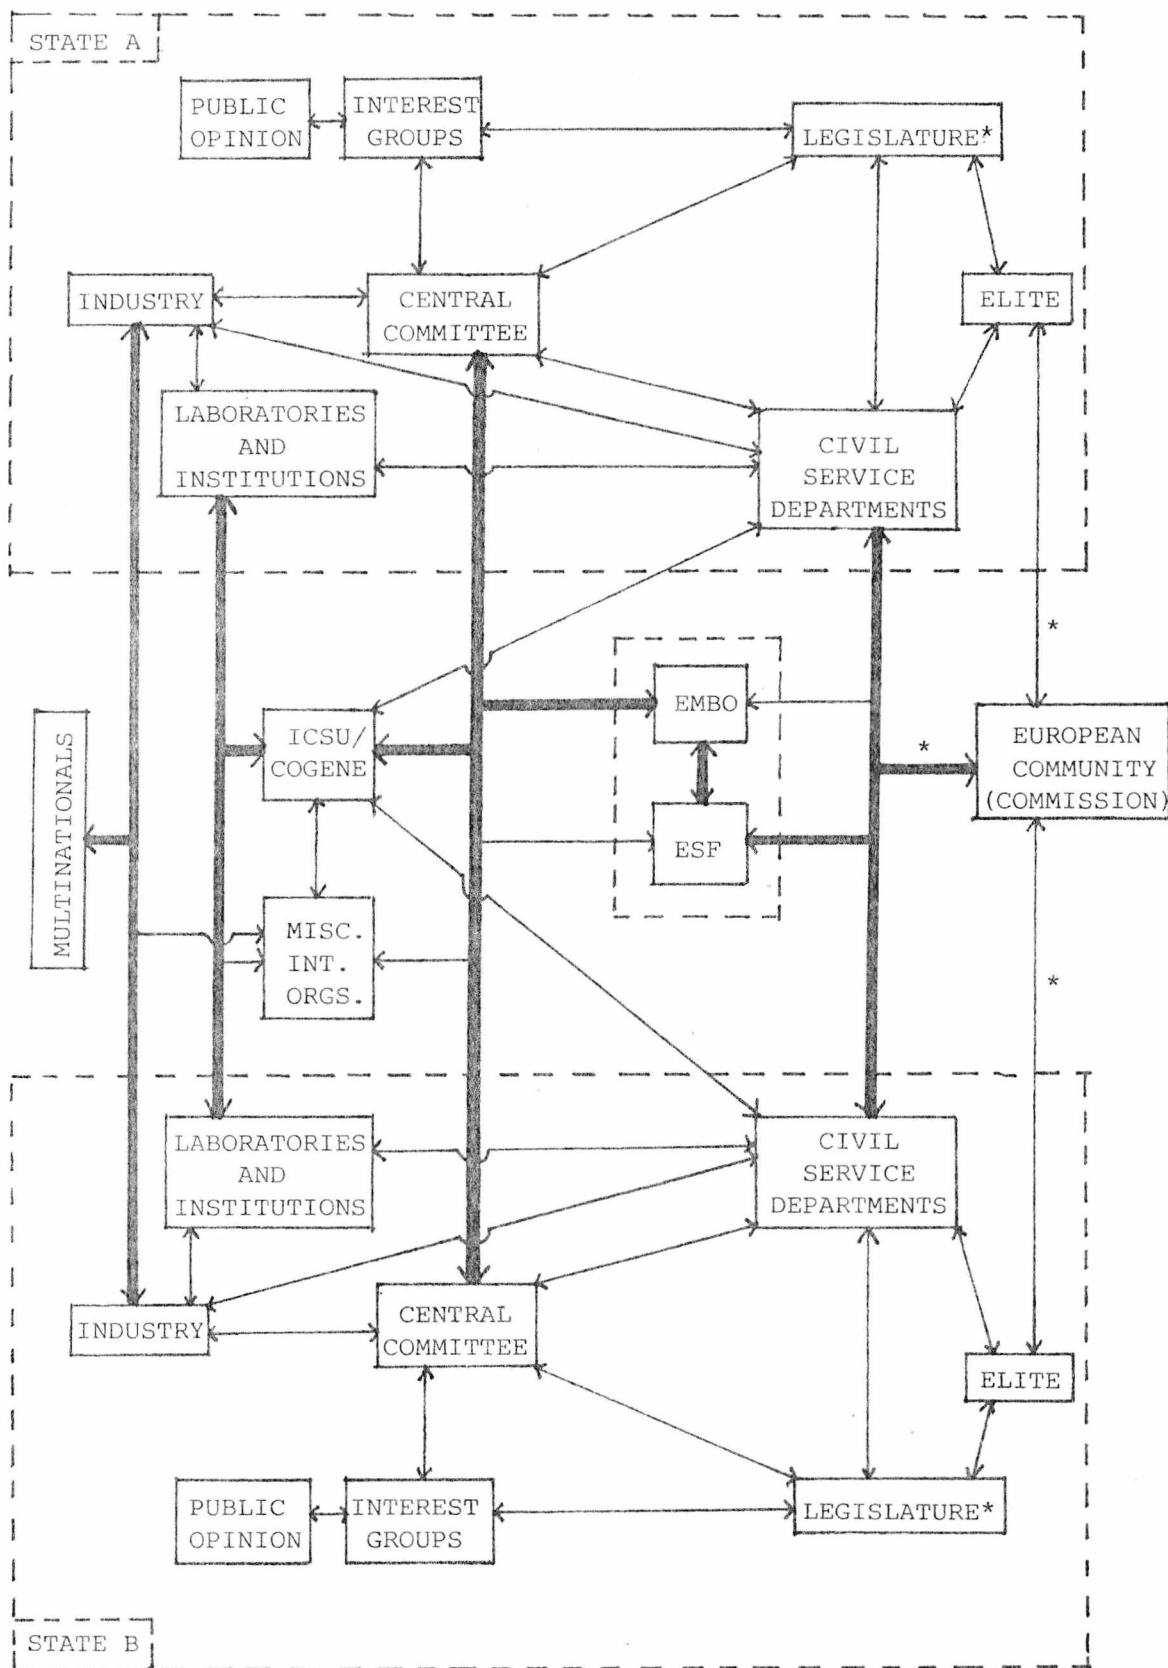 STATE A
PUBLIC
OPINION
INTEREST
GROUPS
LEGISLATURE*
INDUSTRY
CENTRAL
COMMITTEE
ELITE
LABORATORIES
AND
INSTITUTIONS
CIVIL
SERVICE
DEPARTMENTS
*
MULTINATIONALS
ICSU/
COGENE
EMBO
*
EUROPEAN
COMMUNITY
(COMMISSION)
ESF
MISC.
INT.
ORGS.
*
LABORATORIES
AND
INSTITUTIONS
CIVIL
SERVICE
DEPARTMENTS
INDUSTRY
CENTRAL
COMMITTEE
ELITE
PUBLIC
OPINION
INTEREST
GROUPS
LEGISLATURE*
STATE B